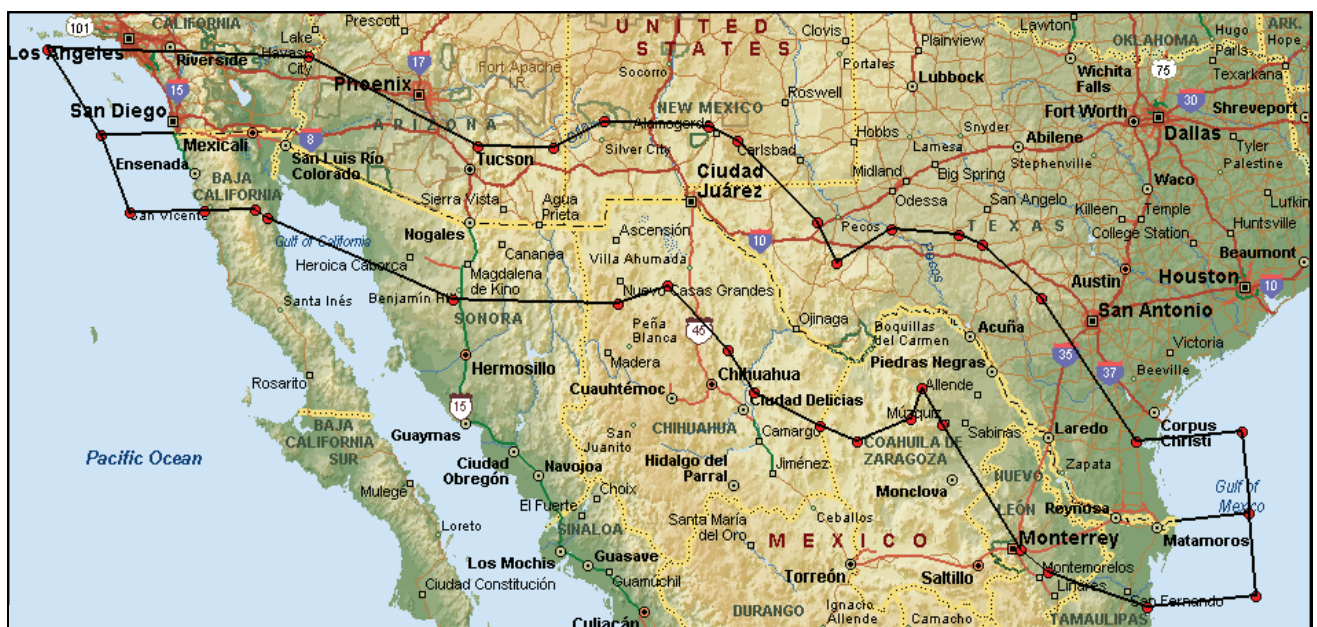 101
CALIFORNIA
Prescott
UNITED
STATES
Clovis
Lawton
OKLAHOMA
Hugo
ARK.
Hope
Los Angeles
Riverside
Lake
Havasu
City
17
Fort Apache
I.R.
Socorro
Portales
Plainview
Wichita
Falls
75
Paris
Texarkana
15
Phoenix
Roswell
Lubbock
Fort Worth
30
Shreveport
San Diego
ARIZONA
NEW MEXICO
Alamogordo
Hobbs
Snyder
Abilene
Dallas
Mexicali
8
Tucson
Silver City
Carlsbad
Lamesa
Stephenville
Tyler
Palestine
Ensenada
San Luis Río
Colorado
Ciudad
Juárez
Midland
Big Spring
Waco
BAJA
CALIFORNIA
Sierra Vista
Agua
Prieta
Odessa
San Angelo
Killeen
Temple
Lufkin
San Vicente
Nogales
Ascensión
Pecos
TEXAS
College Station
Huntsville
Gulf of California
Cananea
10
Pecos
Beaumont
Heroica Caborca
Magdalena
de Kino
Villa Ahumada
Austin
Houston
10
Santa Inés
Benjamin Hill
Nuevo Casas Grandes
SONORA
Peña
Blanca
45
Ojinaga
Boquillas
del Carmen
Acuña
San Antonio
Hermosillo
Madera
Piedras Negras
35
37
Victoria
Beeville
Rosarito
Cuauhtémoc
Chihuahua
Allende
15
Ciudad Delicias
Múzquiz
Guaymas
San
Juanito
CHIHUAHUA
Camargo
COAHUILA DE
ZARAGOZA
Sabinas
Laredo
Corpus
Christi
BAJA
CALIFORNIA
SUR
Pacific Ocean
Ciudad
Obregón
Navojoa
Hidalgo del
Parral
Jiménez
Monclova
NUEVO
LEÓN
Zapata
Mulegé
El Fuerte
Choix
Gulf of
Mexico
Loreto
SINALOA
Santa María
del Oro
Ceballos
Reynosa
MEXICO
Monterrey
Matamoros
Los Mochis
Guasave
Torreón
Saltillo
Montemorelos
Ciudad Constitución
Guamuchil
Linares
San Fernando
Culiacán
DURANGO
Ignacio
Allende
Camacho
TAMAULIPAS